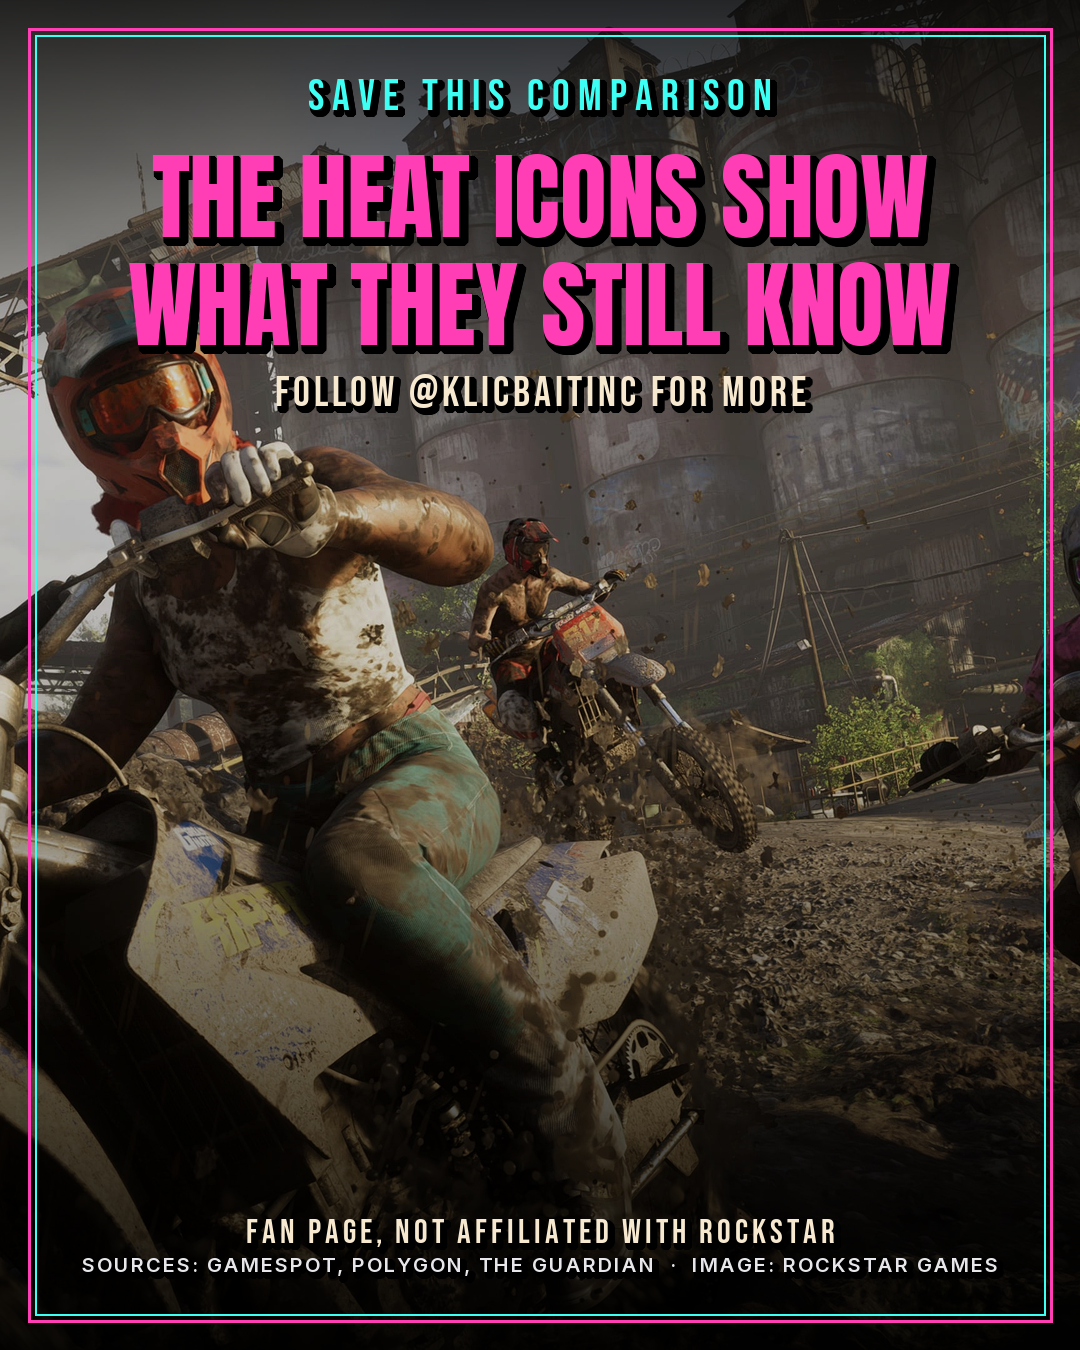 SAVE THIS COMPARISON
THE HEAT ICONS SHOW
WHAT THEY STILL KNOW
FOLLOW @KLICBAITINC FOR MORE
FAN PAGE, NOT AFFILIATED WITH ROCKSTAR
SOURCES: GAMESPOT, POLYGON, THE GUARDIAN · IMAGE: ROCKSTAR GAMES